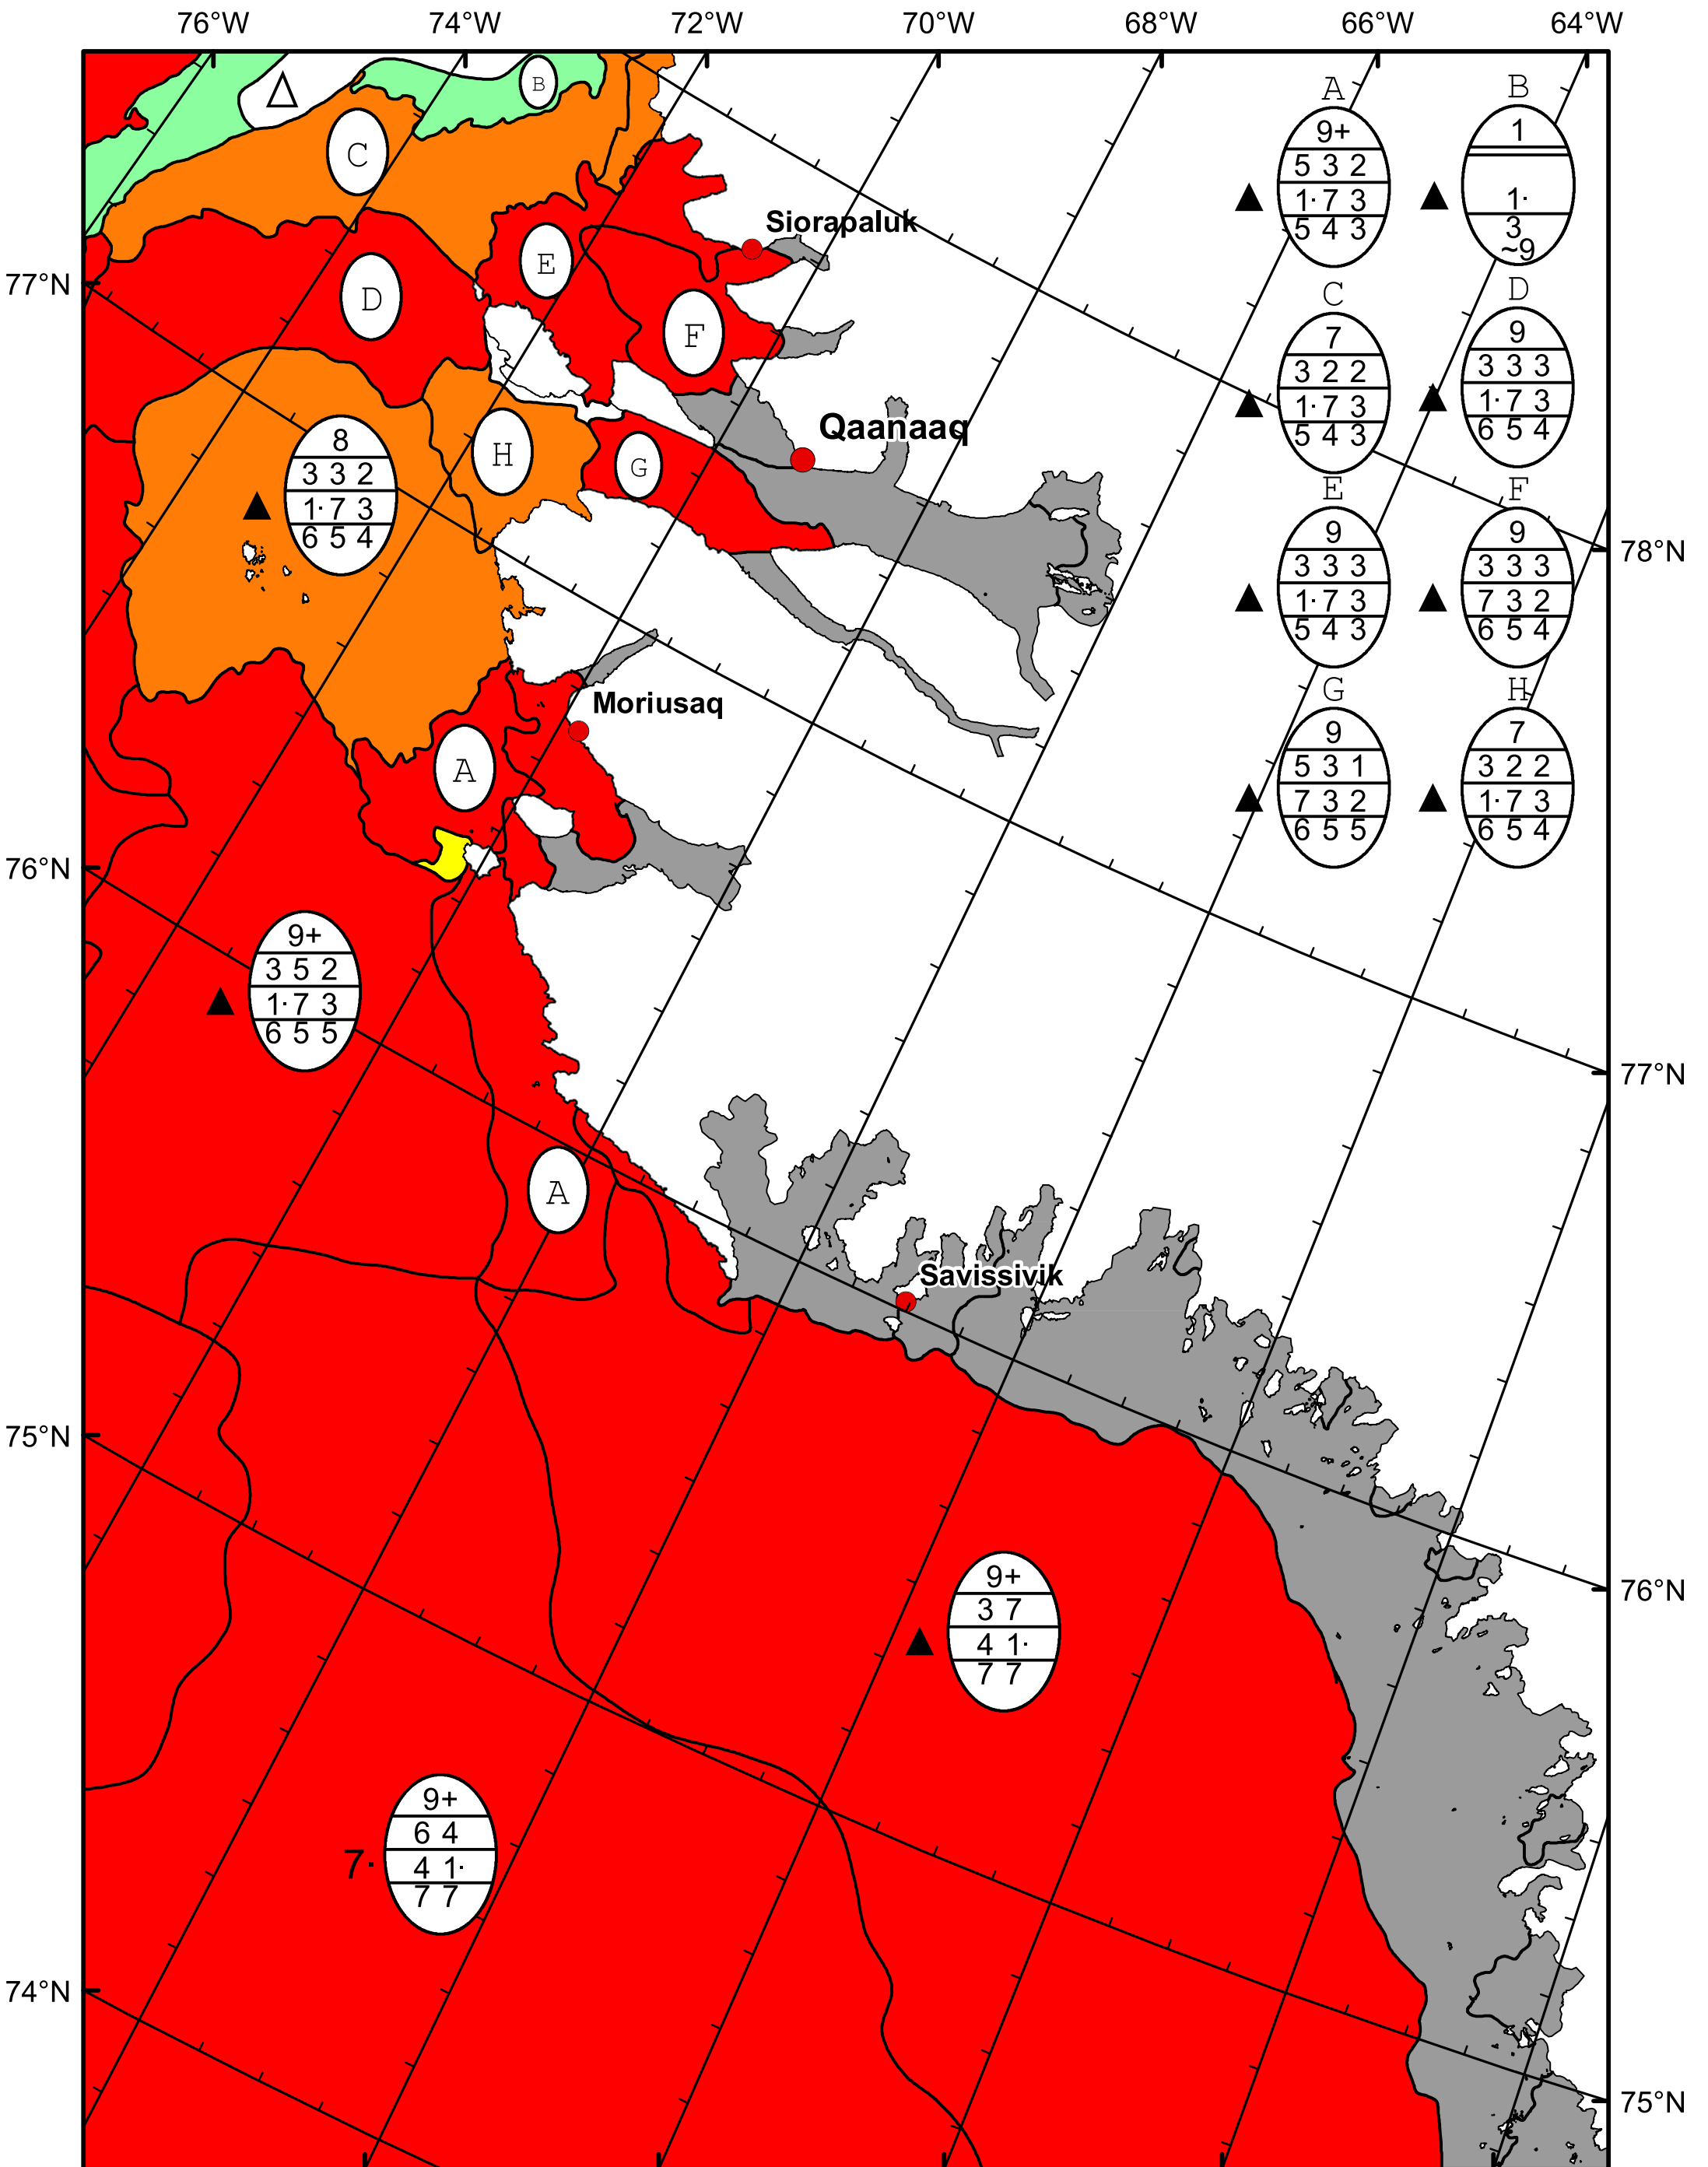 76°W 74°W 72°W 70°W 68°W 66°W 64°W
A B
9+
5 3 2
1· 7 3
5 4 3
1
1·
3
~9
B
C
Siorapaluk
E
77°N
D
F
C D
7
3 2 2
1· 7 3
5 4 3
9
3 3 3
1· 7 3
6 5 4
8
3 3 2
1· 7 3
6 5 4
H
G
Qaanaaq
E F
9
3 3 3
1· 7 3
5 4 3
9
3 3 3
7 3 2
6 5 4
78°N
Moriusaq
A
G H
9
5 3 1
7 3 2
6 5 5
7
3 2 2
1· 7 3
6 5 4
76°N
9+
3 5 2
1· 7 3
6 5 5
77°N
A
Savissivik
75°N
9+
3 7
4 1·
7 7
76°N
9+
6 4
7· 4 1·
7 7
74°N
75°N